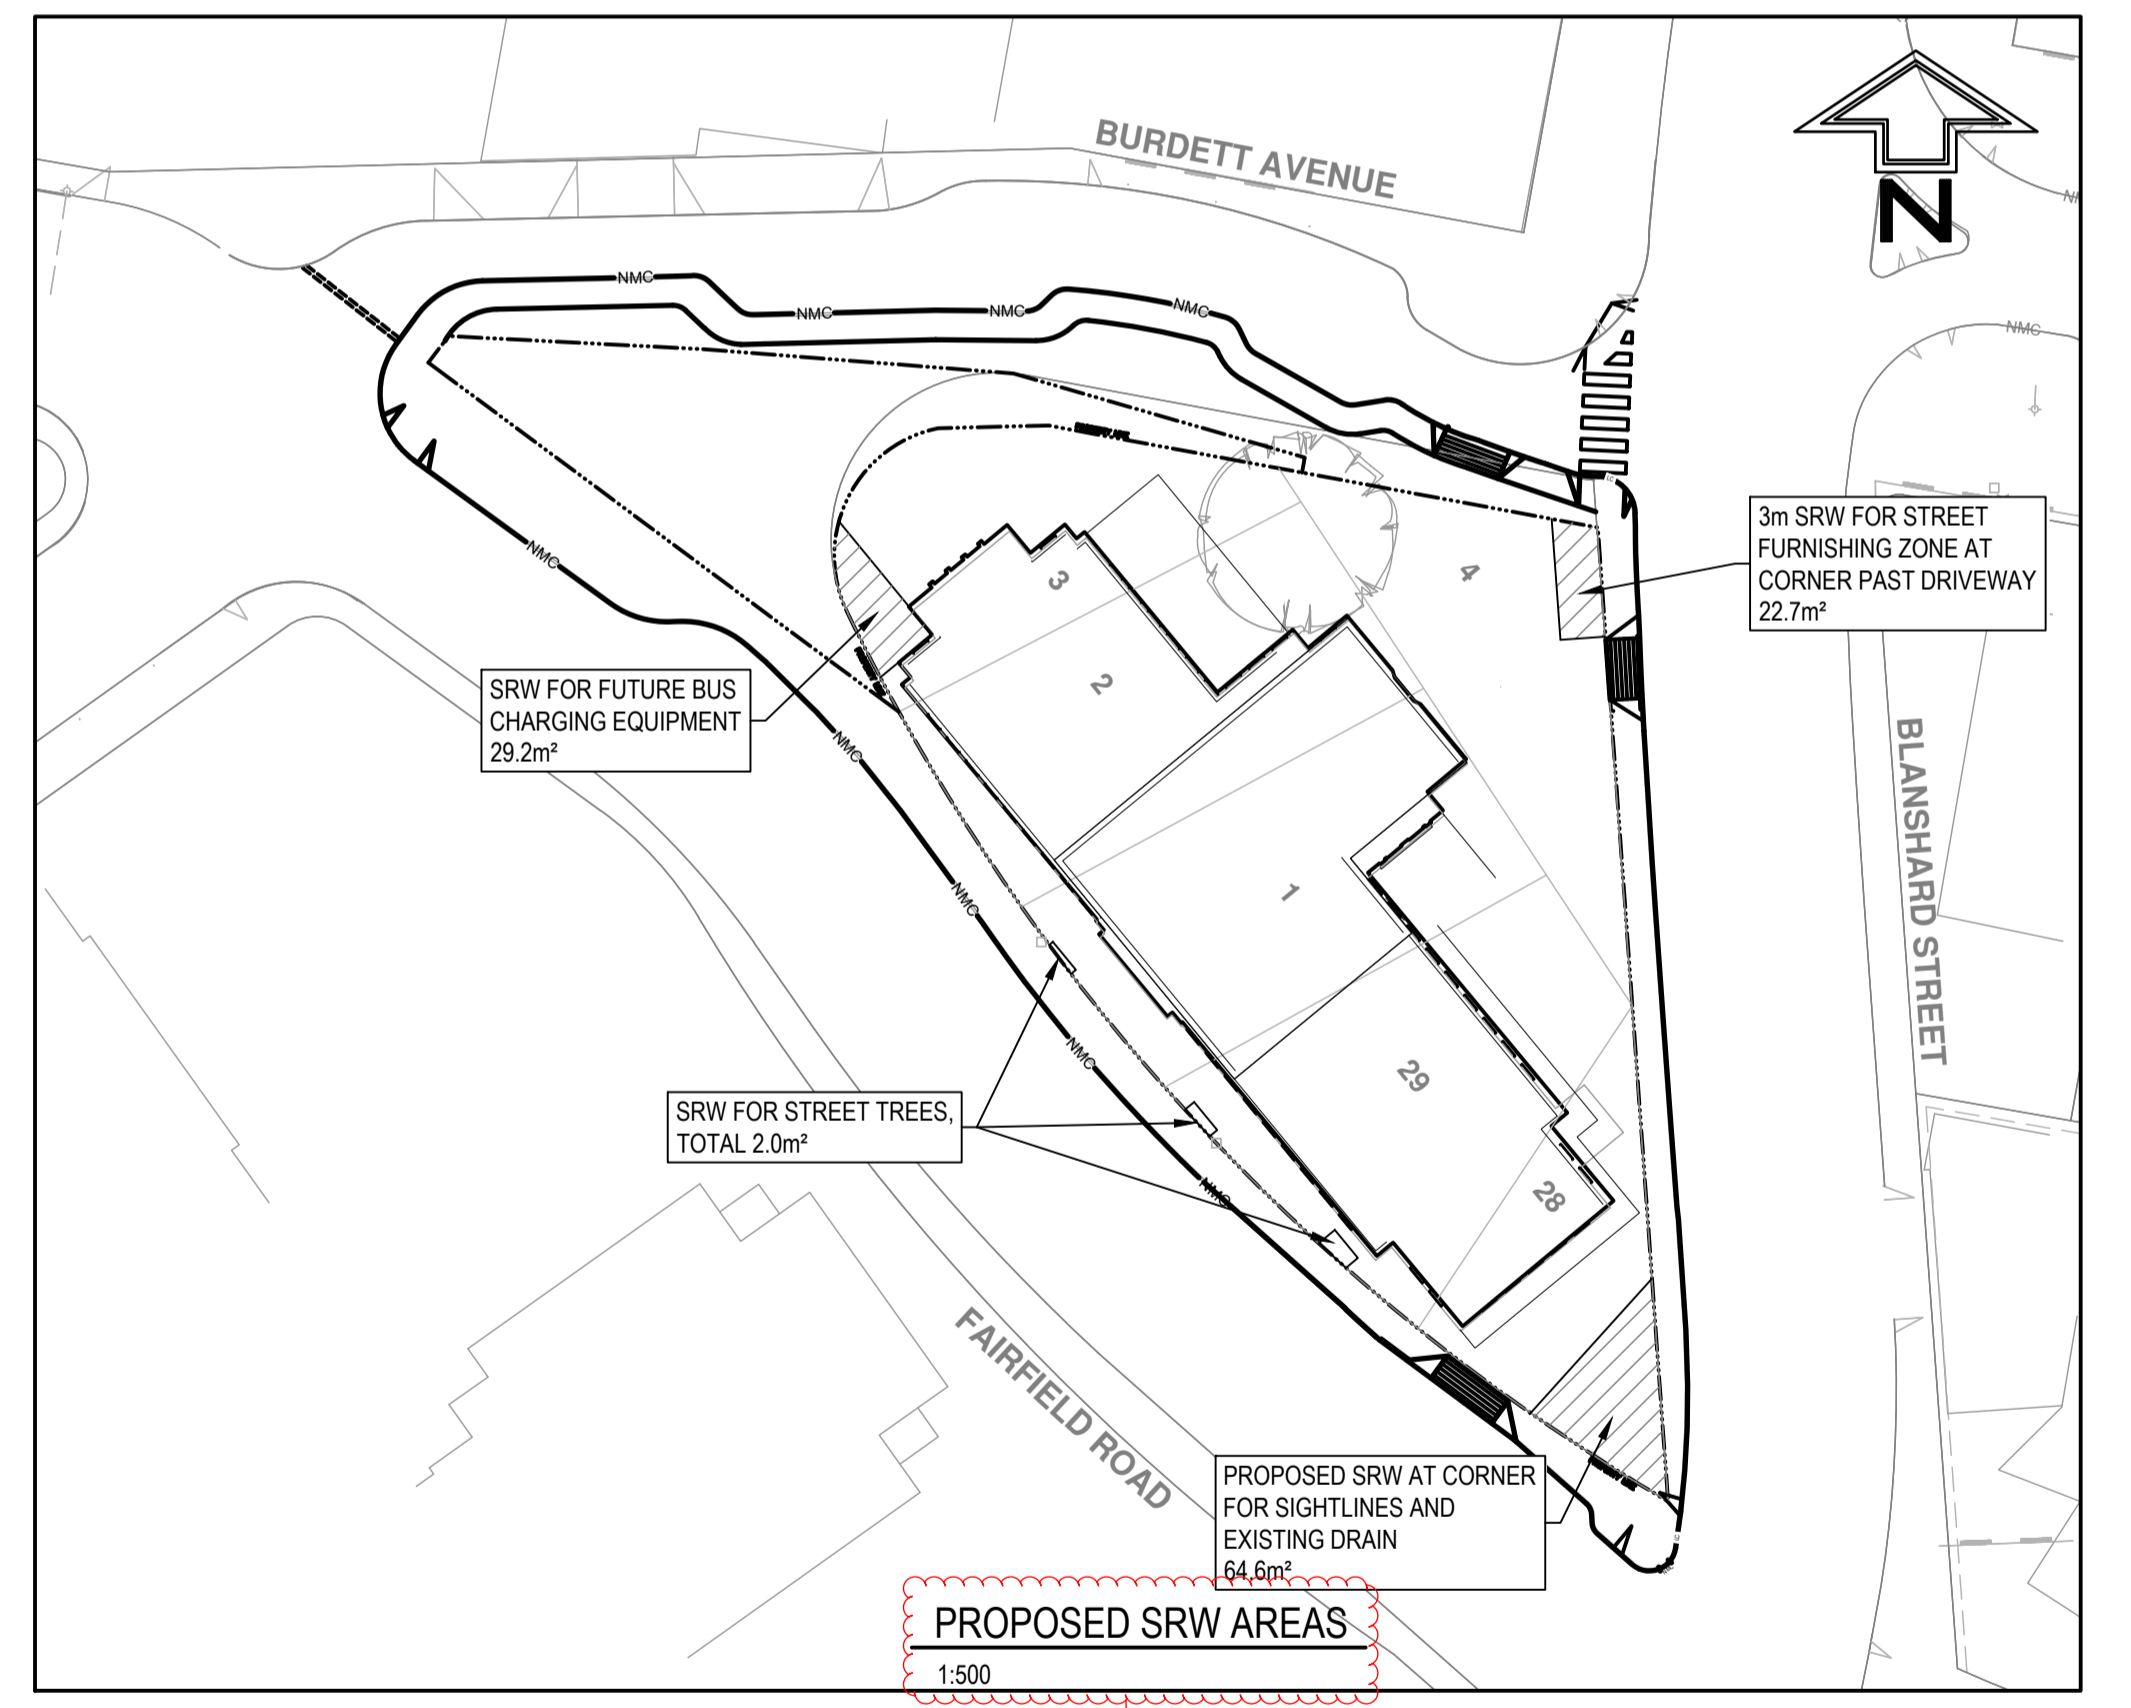 BURDETT AVENUE
N
NMC
NMC
NMC
NMC
NMC
NMC
3m SRW FOR STREET
FURNISHING ZONE AT
CORNER PAST DRIVEWAY
22.7m²
LC
3
4
2
1
29
28
NMC
SRW FOR FUTURE BUS
CHARGING EQUIPMENT
29.2m²
NMC
NMC
NMC
NMC
BLANSHARD STREET
SRW FOR STREET TREES,
TOTAL 2.0m²
FAIRFIELD ROAD
PROPOSED SRW AT CORNER
FOR SIGHTLINES AND
EXISTING DRAIN
64.6m²
PROPOSED SRW AREAS
1:500